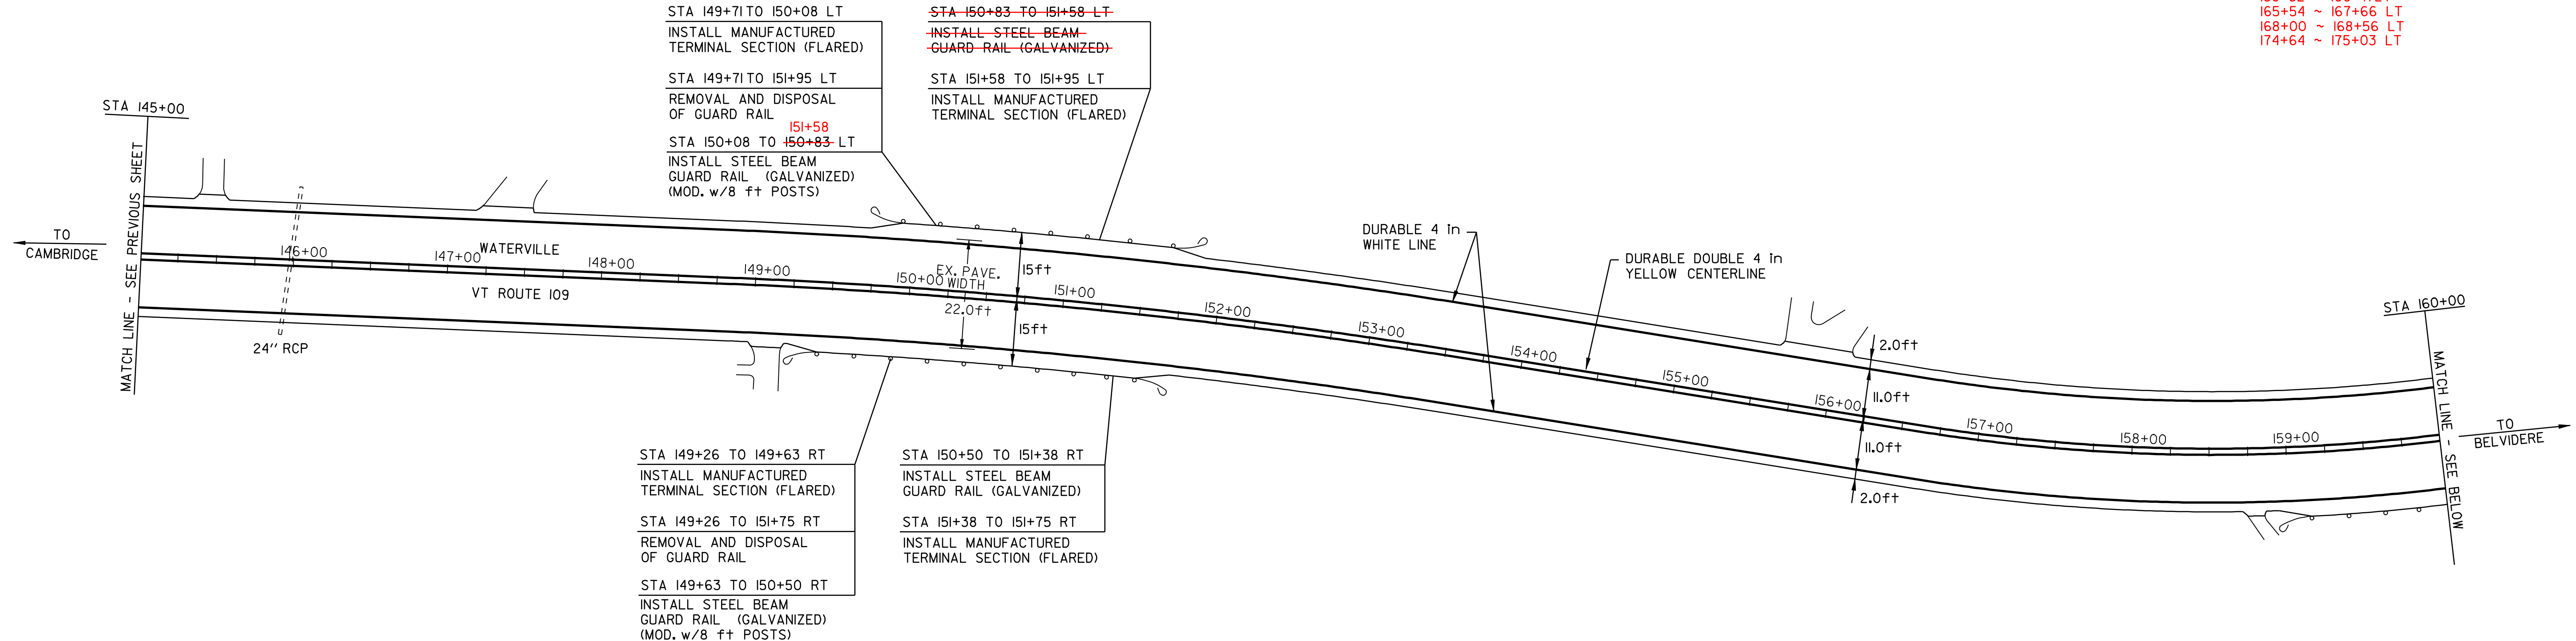 STA 149+71 TO 150+08 LT
INSTALL MANUFACTURED
TERMINAL SECTION (FLARED)
STA 149+71 TO 151+95 LT
REMOVAL AND DISPOSAL
OF GUARD RAIL
151+58
STA 150+08 TO 150+83 LT
INSTALL STEEL BEAM
GUARD RAIL (GALVANIZED)
(MOD. w/8 ft POSTS)
STA 150+83 TO 151+58 LT
INSTALL STEEL BEAM
GUARD RAIL (GALVANIZED)
STA 151+58 TO 151+95 LT
INSTALL MANUFACTURED
TERMINAL SECTION (FLARED)
165+54 ~ 167+66 LT
168+00 ~ 168+56 LT
174+64 ~ 175+03 LT
STA 145+00
MATCH LINE - SEE PREVIOUS SHEET
TO
CAMBRIDGE
WATERVILLE
VT ROUTE 109
24" RCP
146+00
147+00
148+00
149+00
150+00
151+00
152+00
153+00
154+00
155+00
156+00
157+00
158+00
159+00
EX. PAVE.
WIDTH
22.0ft
15ft
15ft
DURABLE 4 in
WHITE LINE
DURABLE DOUBLE 4 in
YELLOW CENTERLINE
2.0ft
11.0ft
11.0ft
2.0ft
STA 160+00
MATCH LINE - SEE BELOW
TO
BELVIDERE
STA 149+26 TO 149+63 RT
INSTALL MANUFACTURED
TERMINAL SECTION (FLARED)
STA 149+26 TO 151+75 RT
REMOVAL AND DISPOSAL
OF GUARD RAIL
STA 149+63 TO 150+50 RT
INSTALL STEEL BEAM
GUARD RAIL (GALVANIZED)
(MOD. w/8 ft POSTS)
STA 150+50 TO 151+38 RT
INSTALL STEEL BEAM
GUARD RAIL (GALVANIZED)
STA 151+38 TO 151+75 RT
INSTALL MANUFACTURED
TERMINAL SECTION (FLARED)